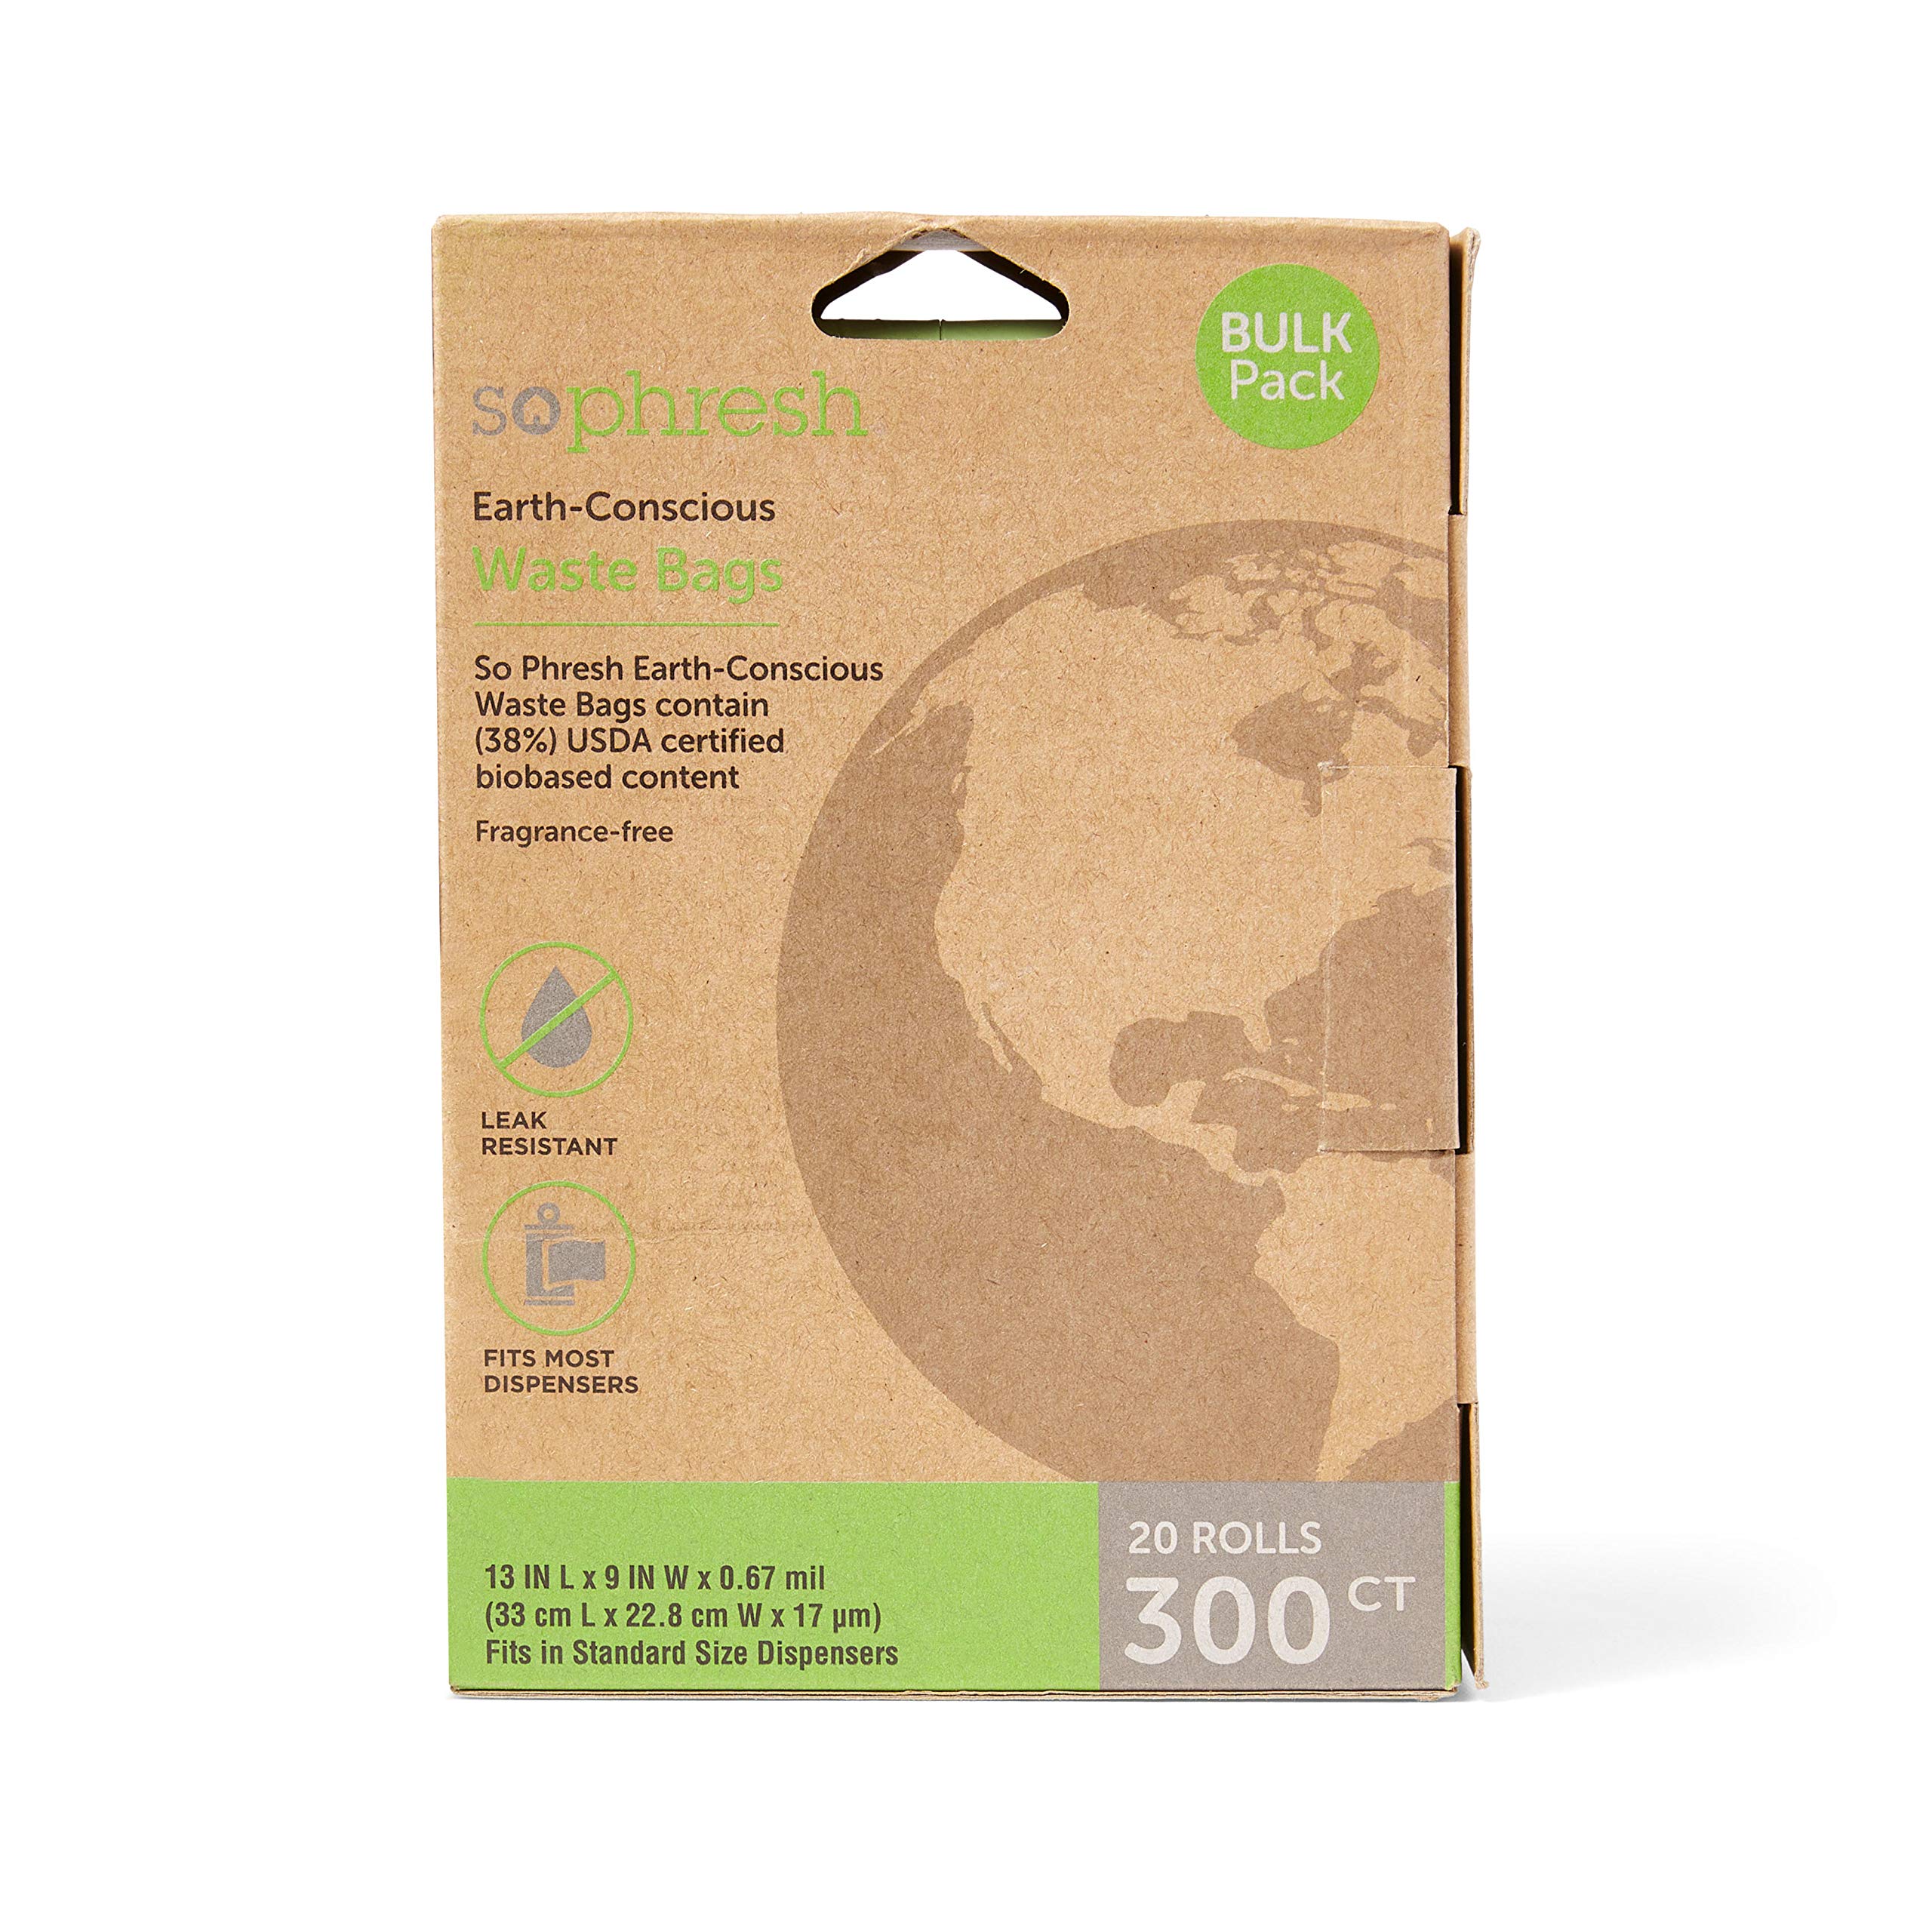 BULK
Pack
sophresh
Earth-Conscious
Waste Bags
So Phresh Earth-Conscious
Waste Bags contain
(38%) USDA certified
biobased content
Fragrance-free
LEAK
RESISTANT
FITS MOST
DISPENSERS
13 IN L x 9 IN W x 0.67 mil
(33 cm L x 22.8 cm W x 17 µm)
Fits in Standard Size Dispensers
20 ROLLS
300 CT